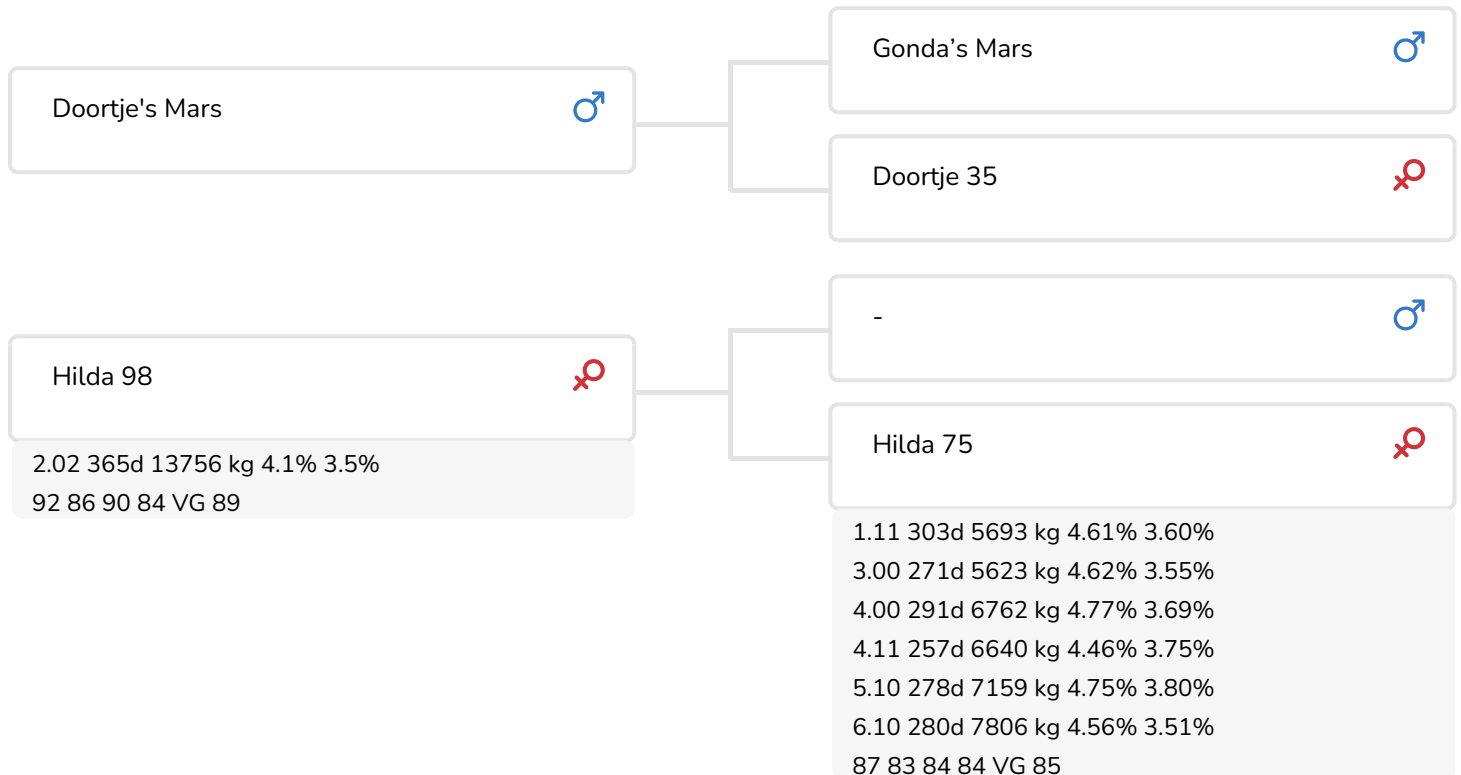 Doortje's Mars
Gonda’s Mars
Doortje 35
Hilda 98
2.02 365d 13756 kg 4.1% 3.5%
92 86 90 84 VG 89
-
Hilda 75
1.11 303d 5693 kg 4.61% 3.60%
3.00 271d 5623 kg 4.62% 3.55%
4.00 291d 6762 kg 4.77% 3.69%
4.11 257d 6640 kg 4.46% 3.75%
5.10 278d 7159 kg 4.75% 3.80%
6.10 280d 7806 kg 4.56% 3.51%
87 83 84 84 VG 85